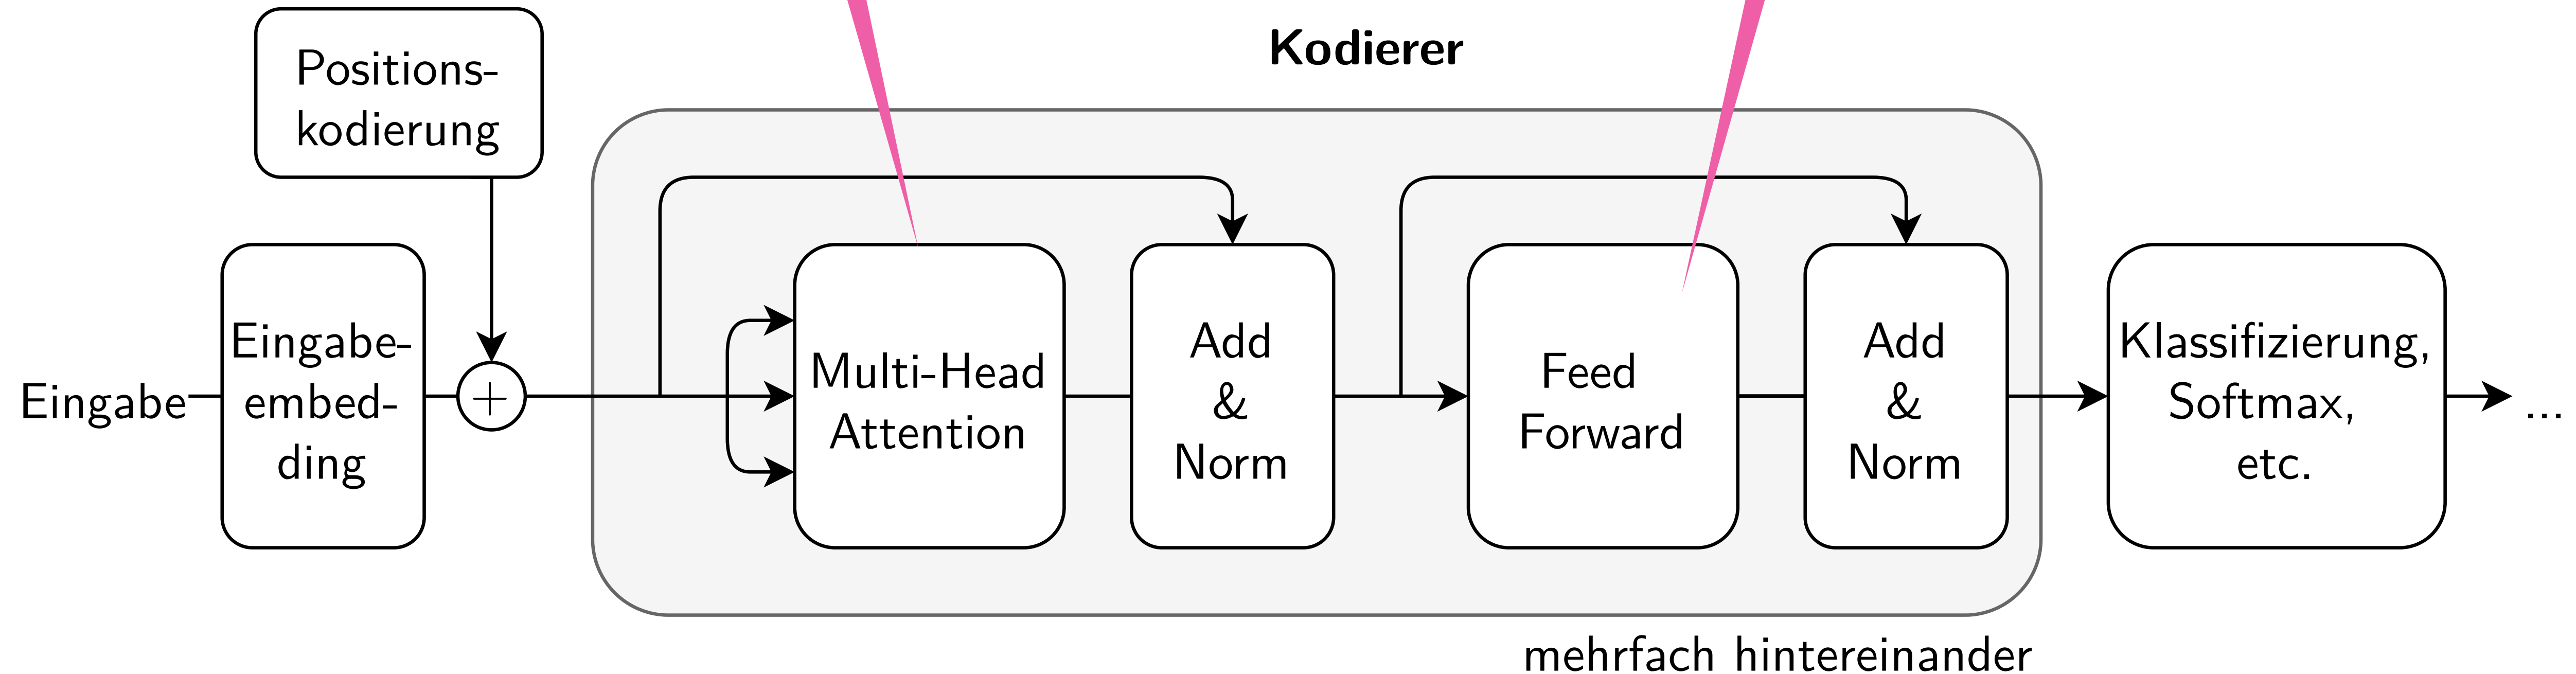 Kodierer
Positions-
kodierung
Eingabe
Eingabe-
embed-
ding
+
Multi-Head
Attention
Add
&
Norm
Feed
Forward
Add
&
Norm
Klassifizierung,
Softmax,
etc.
...
mehrfach hintereinander